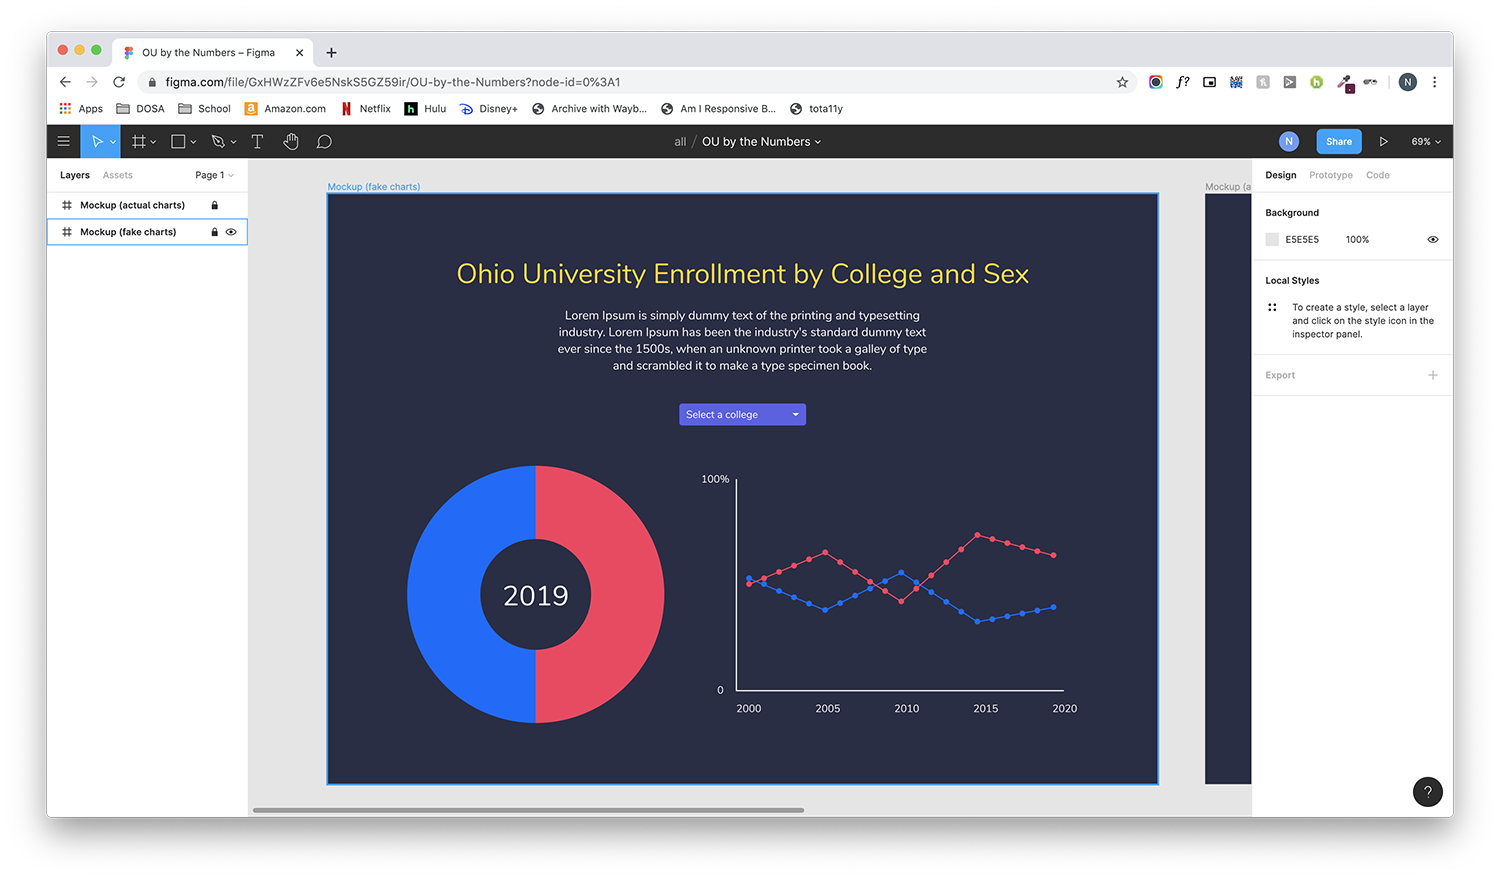 OU by the Numbers – Figma
figma.com/file/GxHWzZFv6e5NskS5GZ59ir/OU-by-the-Numbers?node-id=0%3A1
f?
N
Apps
DOSA
School
a
Amazon.com
N
Netflix
h
Hulu
Disney+
Archive with Wayb...
Am I Responsive B...
tota11y
all / OU by the Numbers
N
Share
69%
Layers
Assets
Page 1
Mockup (actual charts)
Mockup (fake charts)
Mockup (fake charts)
Mockup (a
Ohio University Enrollment by College and Sex
Lorem Ipsum is simply dummy text of the printing and typesetting
industry. Lorem Ipsum has been the industry's standard dummy text
ever since the 1500s, when an unknown printer took a galley of type
and scrambled it to make a type specimen book.
Select a college
2019
100%
0
2000
2005
2010
2015
2020
Design
Prototype
Code
Background
E5E5E5
100%
Local Styles
To create a style, select a layer
and click on the style icon in the
inspector panel.
Export
?